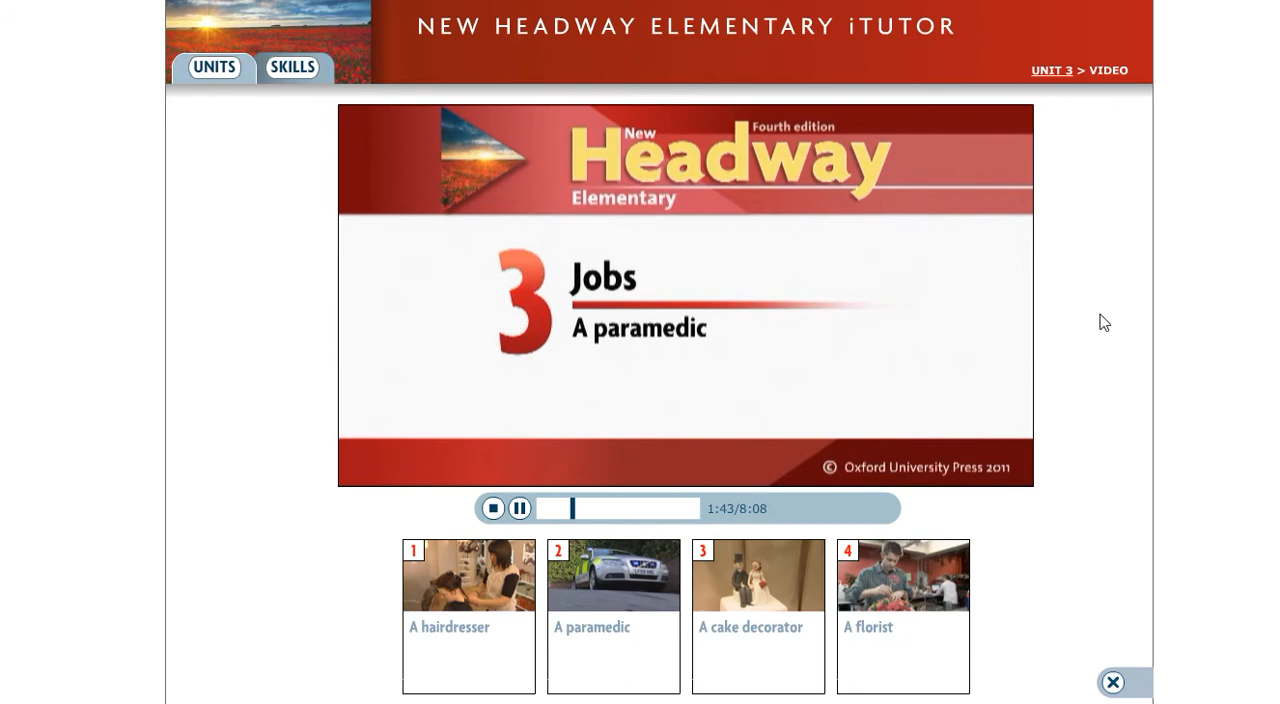 NEW HEADWAY ELEMENTARY iTUTOR
UNITS
SKILLS
UNIT 3 > VIDEO
New
Headway
Fourth edition
Elementary
3
Jobs
A paramedic
© Oxford University Press 2011
1:43/8:08
1
2
3
4
A hairdresser
A paramedic
A cake decorator
A florist